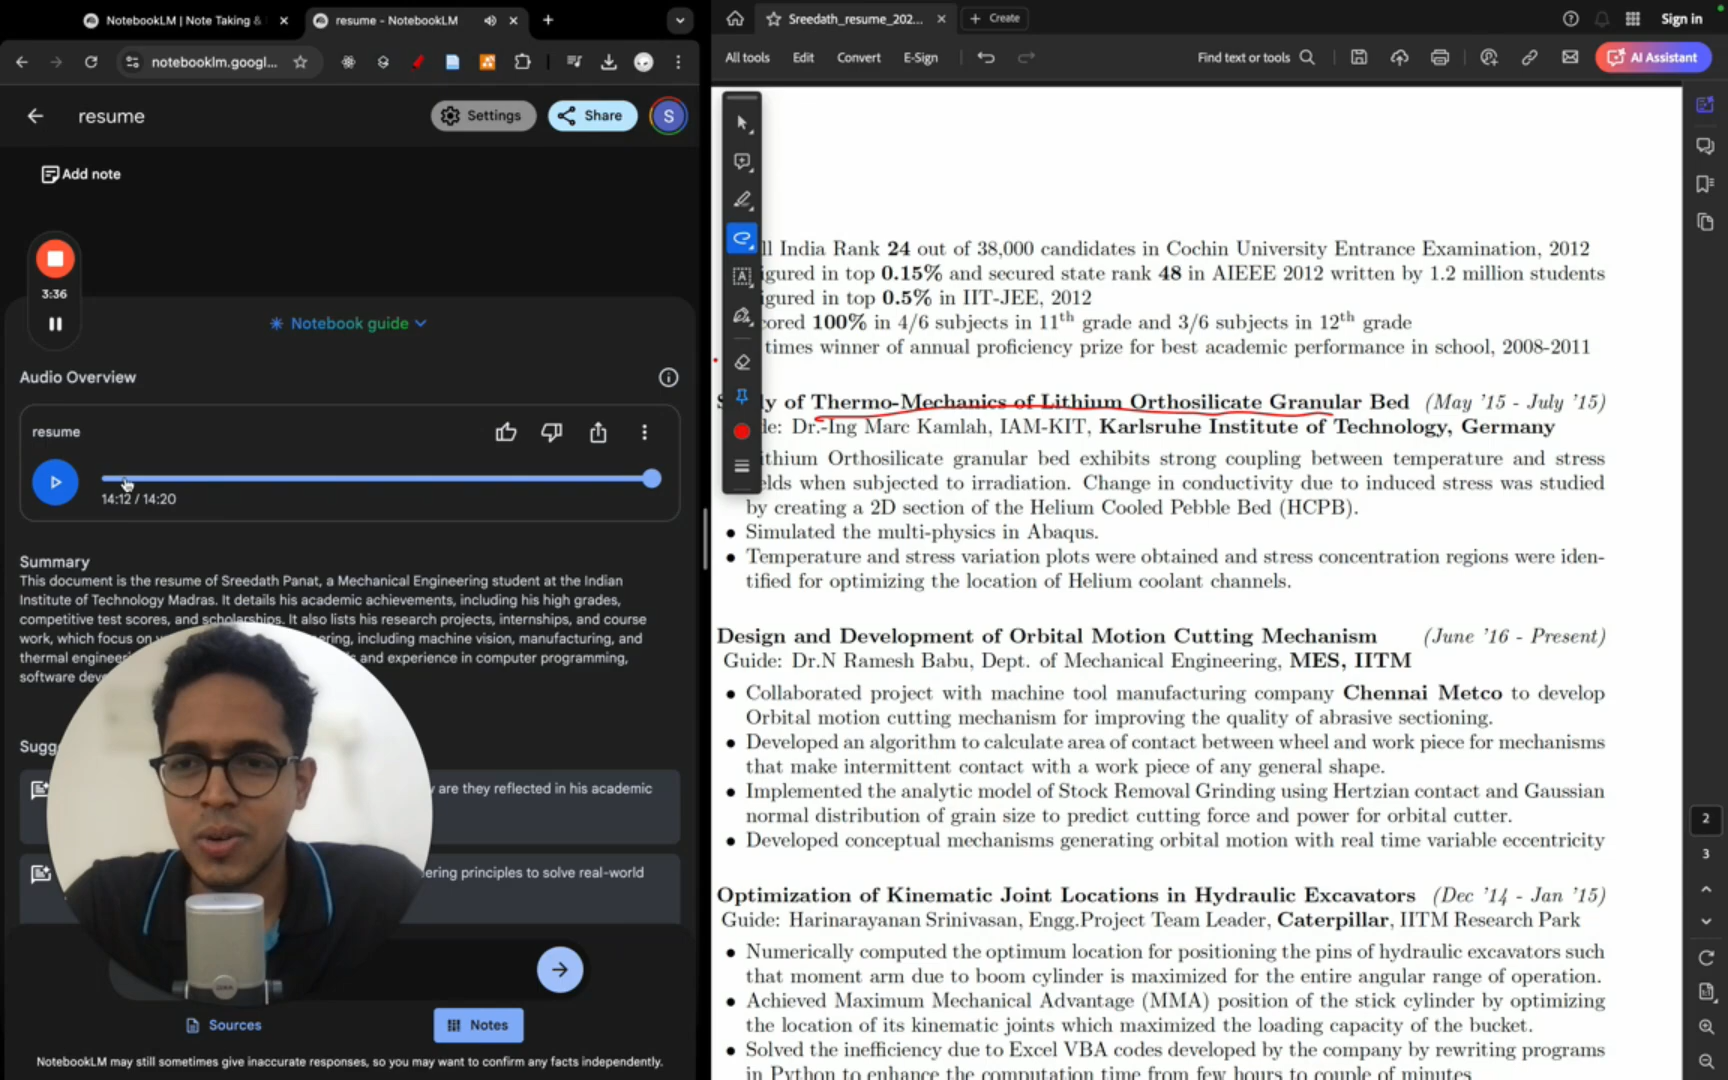 NotebookLM | Note Taking &
resume - NotebookLM
notebooklm.googl...
resume
Settings
Share
S
Add note
3:36
Notebook guide
Audio Overview
resume
14:12 / 14:20
Summary
This document is the resume of Sreedath Panat, a Mechanical Engineering student at the Indian
Institute of Technology Madras. It details his academic achievements, including his high grades,
competitive test scores, and scholarships. It also lists his research projects, internships, and course
work, which focus on
ering, including machine vision, manufacturing, and
thermal engineer
and experience in computer programming,
software deve
Sugg
are they reflected in his academic
ering principles to solve real-world
Sources
Notes
NotebookLM may still sometimes give inaccurate responses, so you may want to confirm any facts independently.
Sreedath_resume_202...
Create
Sign in
All tools
Edit
Convert
E-Sign
Find text or tools
AI Assistant
ll India Rank 24 out of 38,000 candidates in Cochin University Entrance Examination, 2012
igured in top 0.15% and secured state rank 48 in AIEEE 2012 written by 1.2 million students
igured in top 0.5% in IIT-JEE, 2012
cored 100% in 4/6 subjects in 11th grade and 3/6 subjects in 12th grade
times winner of annual proficiency prize for best academic performance in school, 2008-2011
S y of Thermo-Mechanics of Lithium Orthosilicate Granular Bed (May '15 - July '15)
de: Dr.-Ing Marc Kamlah, IAM-KIT, Karlsruhe Institute of Technology, Germany
ithium Orthosilicate granular bed exhibits strong coupling between temperature and stress
elds when subjected to irradiation. Change in conductivity due to induced stress was studied
by creating a 2D section of the Helium Cooled Pebble Bed (HCPB).
● Simulated the multi-physics in Abaqus.
● Temperature and stress variation plots were obtained and stress concentration regions were iden-
tified for optimizing the location of Helium coolant channels.
Design and Development of Orbital Motion Cutting Mechanism (June '16 - Present)
Guide: Dr.N Ramesh Babu, Dept. of Mechanical Engineering, MES, IITM
● Collaborated project with machine tool manufacturing company Chennai Metco to develop
Orbital motion cutting mechanism for improving the quality of abrasive sectioning.
● Developed an algorithm to calculate area of contact between wheel and work piece for mechanisms
that make intermittent contact with a work piece of any general shape.
● Implemented the analytic model of Stock Removal Grinding using Hertzian contact and Gaussian
normal distribution of grain size to predict cutting force and power for orbital cutter.
● Developed conceptual mechanisms generating orbital motion with real time variable eccentricity
Optimization of Kinematic Joint Locations in Hydraulic Excavators (Dec '14 - Jan '15)
Guide: Harinarayanan Srinivasan, Engg.Project Team Leader, Caterpillar, IITM Research Park
● Numerically computed the optimum location for positioning the pins of hydraulic excavators such
that moment arm due to boom cylinder is maximized for the entire angular range of operation.
● Achieved Maximum Mechanical Advantage (MMA) position of the stick cylinder by optimizing
the location of its kinematic joints which maximized the loading capacity of the bucket.
● Solved the inefficiency due to Excel VBA codes developed by the company by rewriting programs
in Python to enhance the computation time from few hours to couple of minutes
2
3